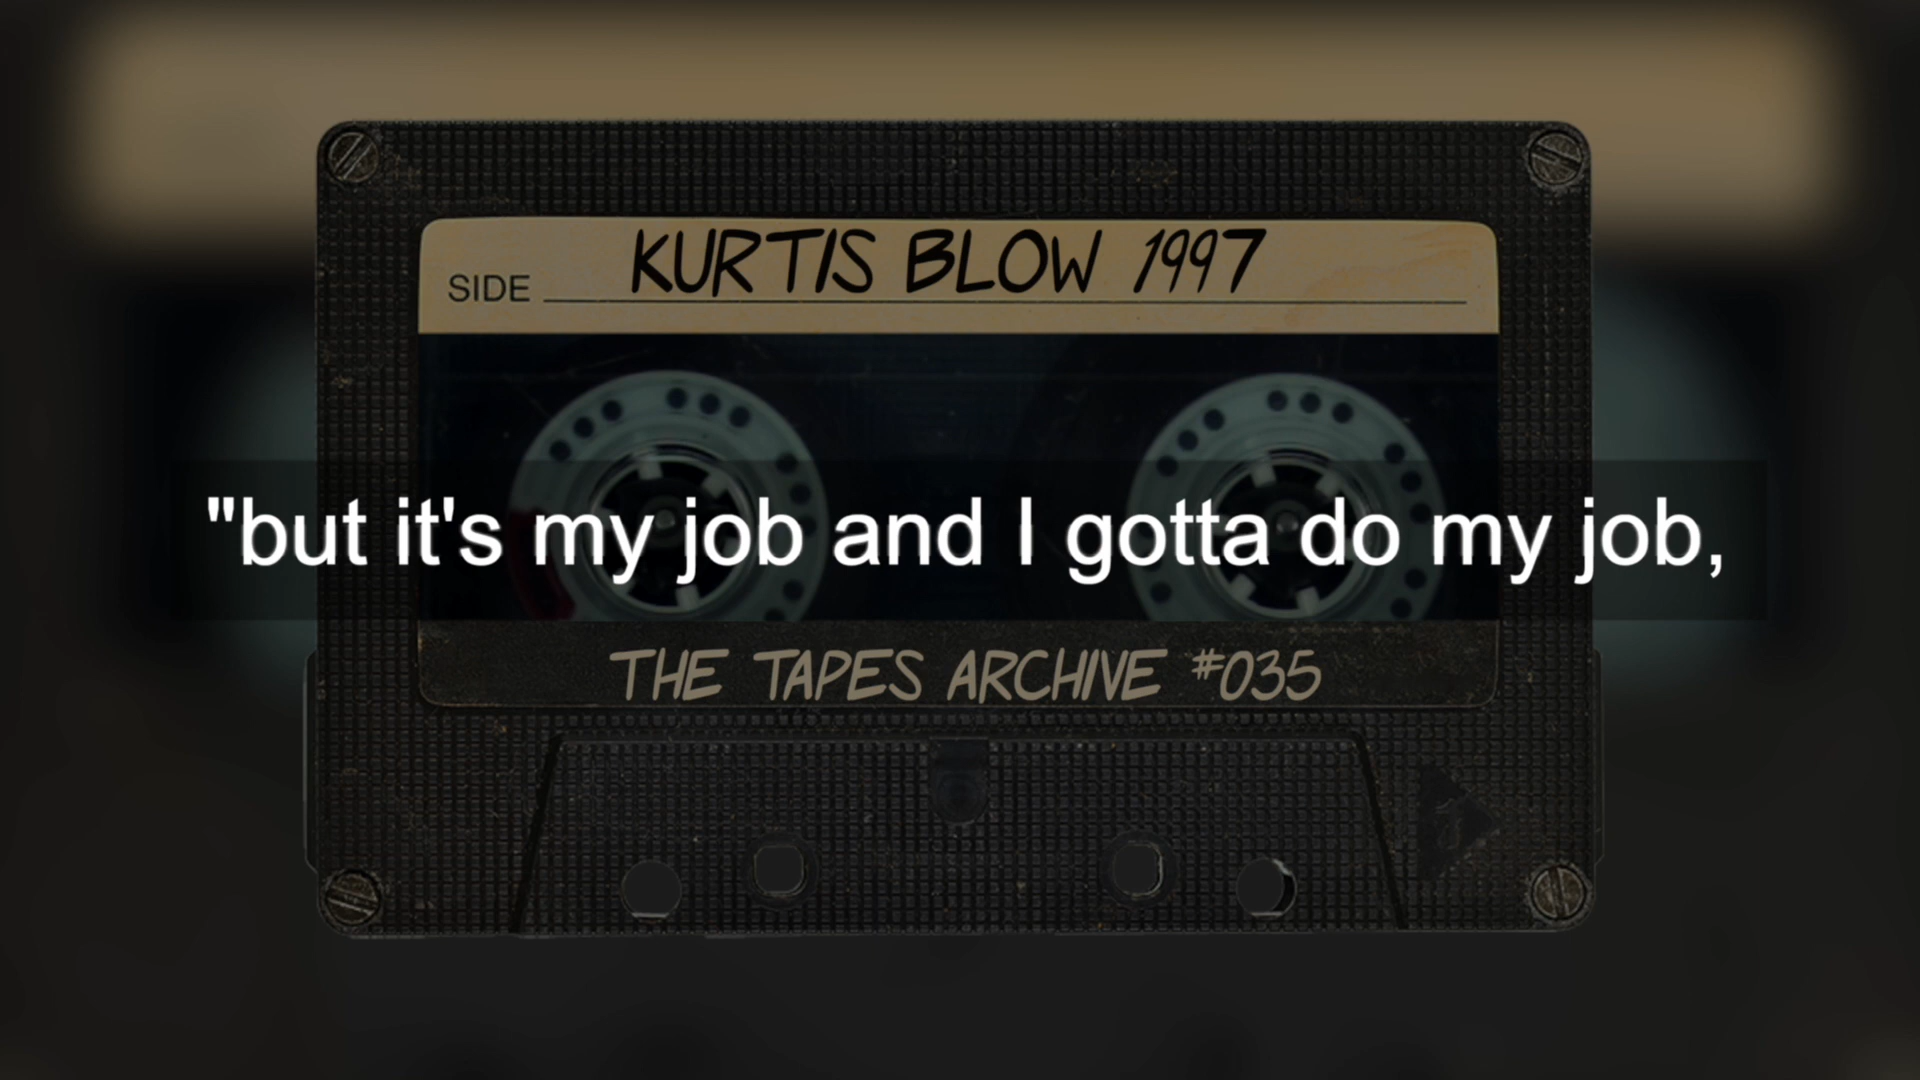 KURTIS BLOW 1997
SIDE
"but it's my job and I gotta do my job,
THE TAPES ARCHIVE #035